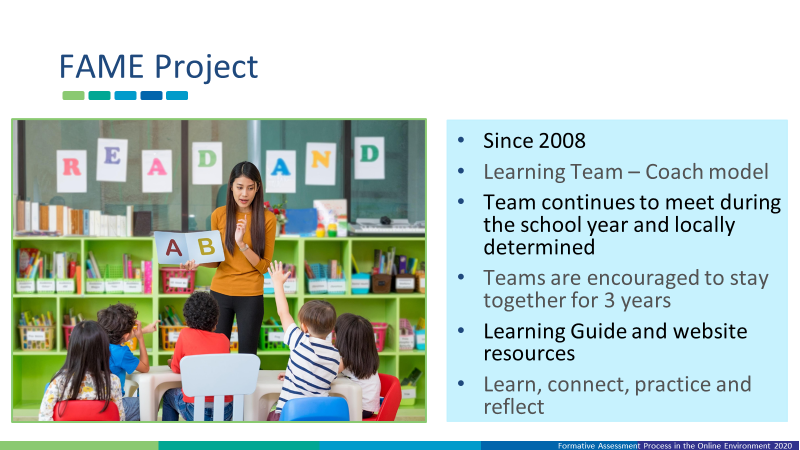 FAME Project
READ AND
A B
• Since 2008
• Learning Team – Coach model
• Team continues to meet during
the school year and locally
determined
• Teams are encouraged to stay
together for 3 years
• Learning Guide and website
resources
• Learn, connect, practice and
reflect
Formative Assessment Process in the Online Environment 2020